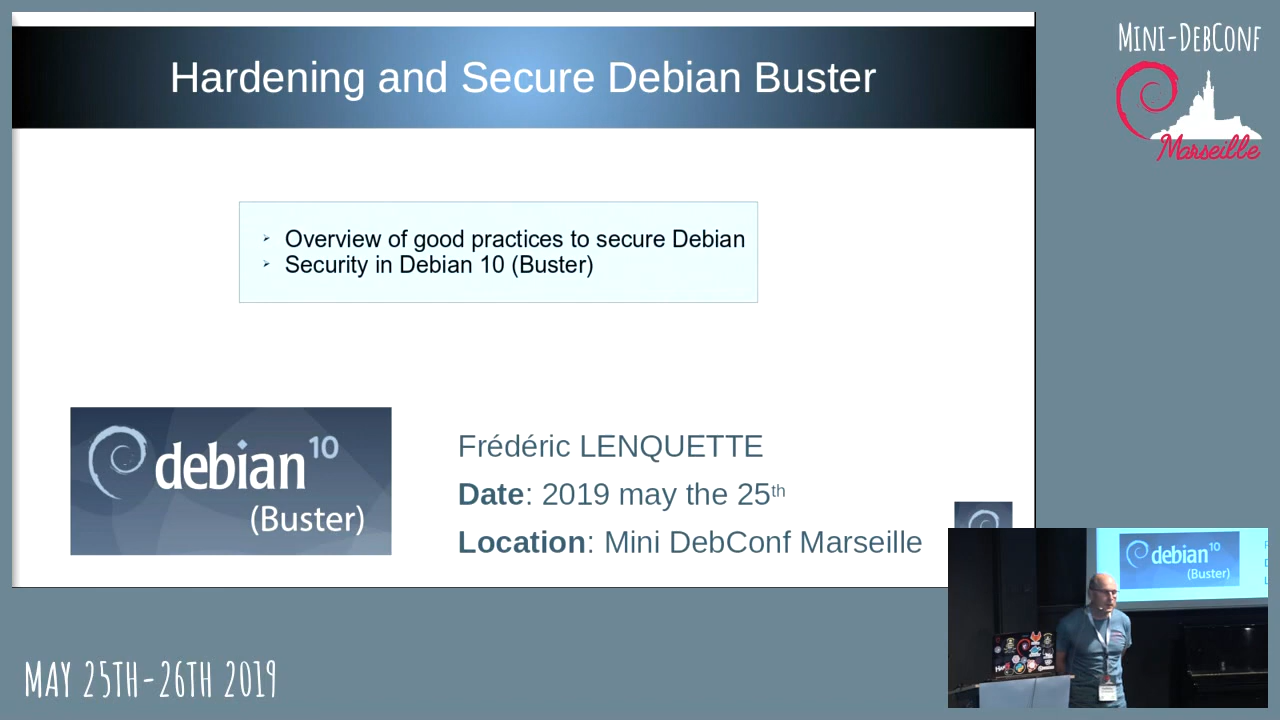 Hardening and Secure Debian Buster
Mini-DebConf
Marseille
➢ Overview of good practices to secure Debian
➢ Security in Debian 10 (Buster)
debian 10
(Buster)
Frédéric LENQUETTE
Date: 2019 may the 25th
Location: Mini DebConf Marseille
debian 10
(Buster)
MAY 25TH-26TH 2019